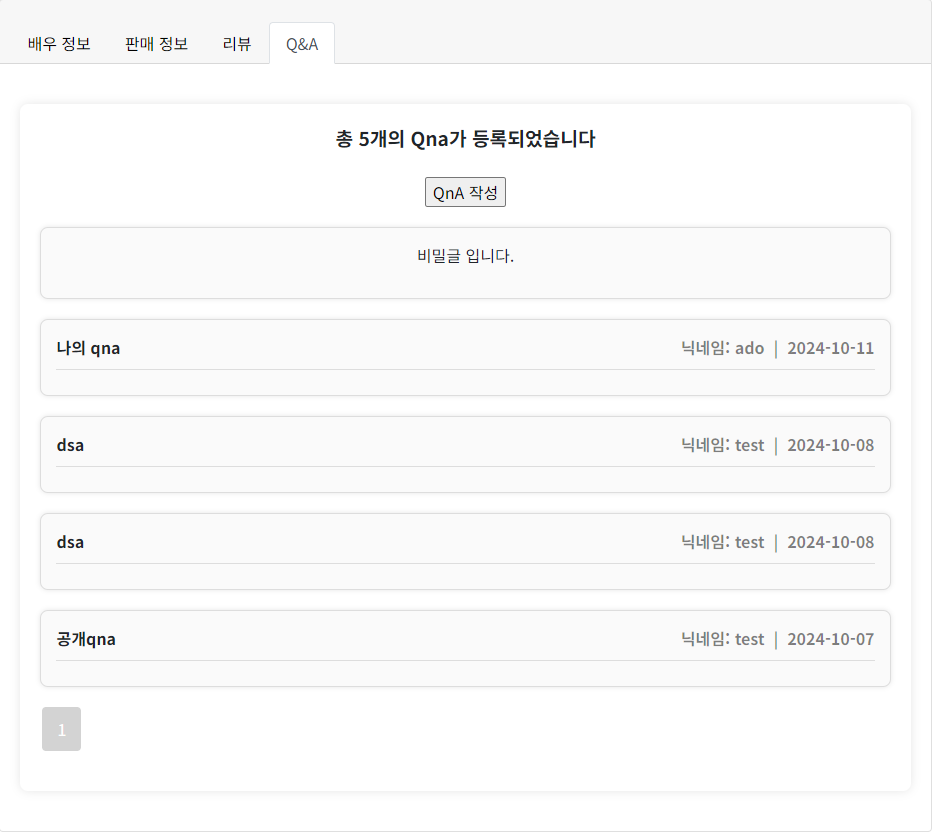 배우 정보 판매 정보 리뷰 Q&A
총 5개의 Qna가 등록되었습니다
QnA 작성
비밀글 입니다.
나의 qna 닉네임: ado | 2024-10-11
dsa 닉네임: test | 2024-10-08
dsa 닉네임: test | 2024-10-08
공개qna 닉네임: test | 2024-10-07
1